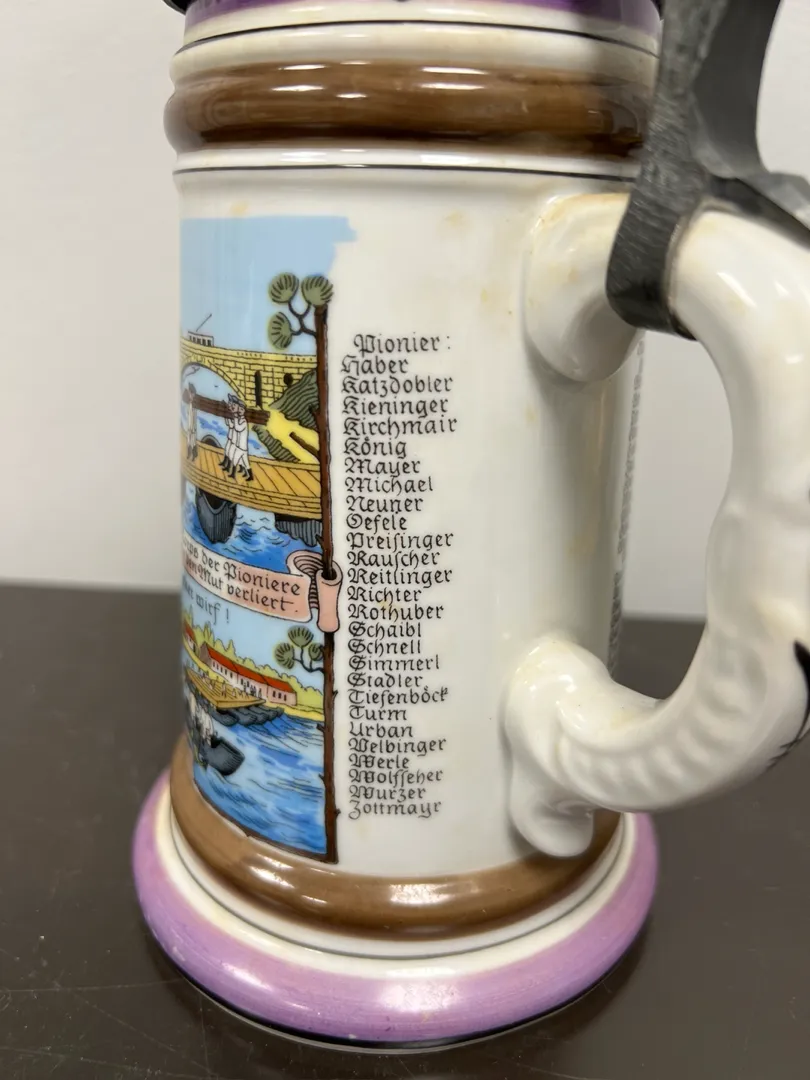 Pionier:
Haber
Katzdobler
Kieninger
Kirchmair
König
Mayer
Michael
Neuner
Oefele
Preisinger
Rauscher
Reitlinger
Richter
Rothuber
Schaibl
Schnell
Simmerl
Stadler
Tiefenböck
Turm
Urban
Welbinger
Werle
Wolfseher
Wurzer
Zottmayr
der Pioniere
Mut verliert.
wirf!